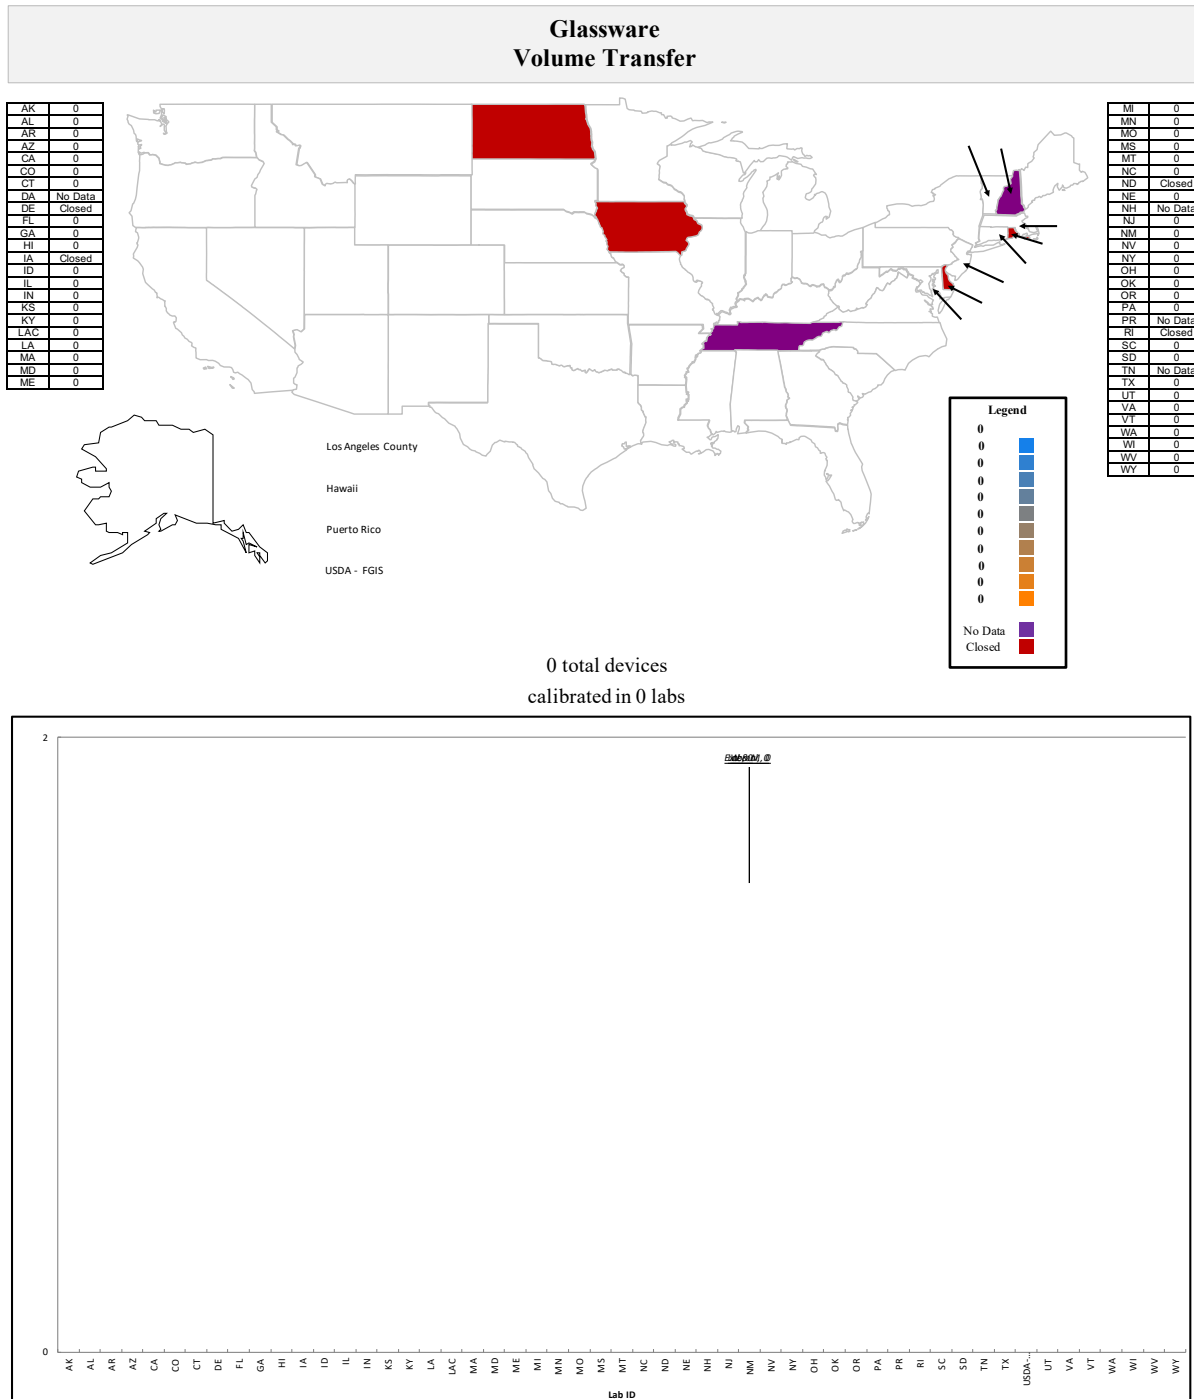 Glassware
Volume Transfer
AK 0
AL 0
AR 0
AZ 0
CA 0
CO 0
CT 0
DA No Data
DE Closed
FL 0
GA 0
HI 0
IA Closed
ID 0
IL 0
IN 0
KS 0
KY 0
LAC 0
LA 0
MA 0
MD 0
ME 0
MI 0
MN 0
MO 0
MS 0
MT 0
NC 0
ND Closed
NE 0
NH No Data
NJ 0
NM 0
NV 0
NY 0
OH 0
OK 0
OR 0
PA 0
PR No Data
RI Closed
SC 0
SD 0
TN No Data
TX 0
UT 0
VA 0
VT 0
WA 0
WI 0
WV 0
WY 0
Los Angeles County
Hawaii
Puerto Rico
USDA - FGIS
Legend
0
0
0
0
0
0
0
0
0
0
0
No Data
Closed
0 total devices
calibrated in 0 labs
2
0
AK AL AR AZ CA CO CT DE FL GA HI IA ID IL IN KS KY LA LAC MA MD ME MI MN MO MS MT NC ND NE NH NJ NM NV NY OH OK OR PA PR RI SC SD TN TX USDA-... UT VA VT WA WI WV WY
Lab ID